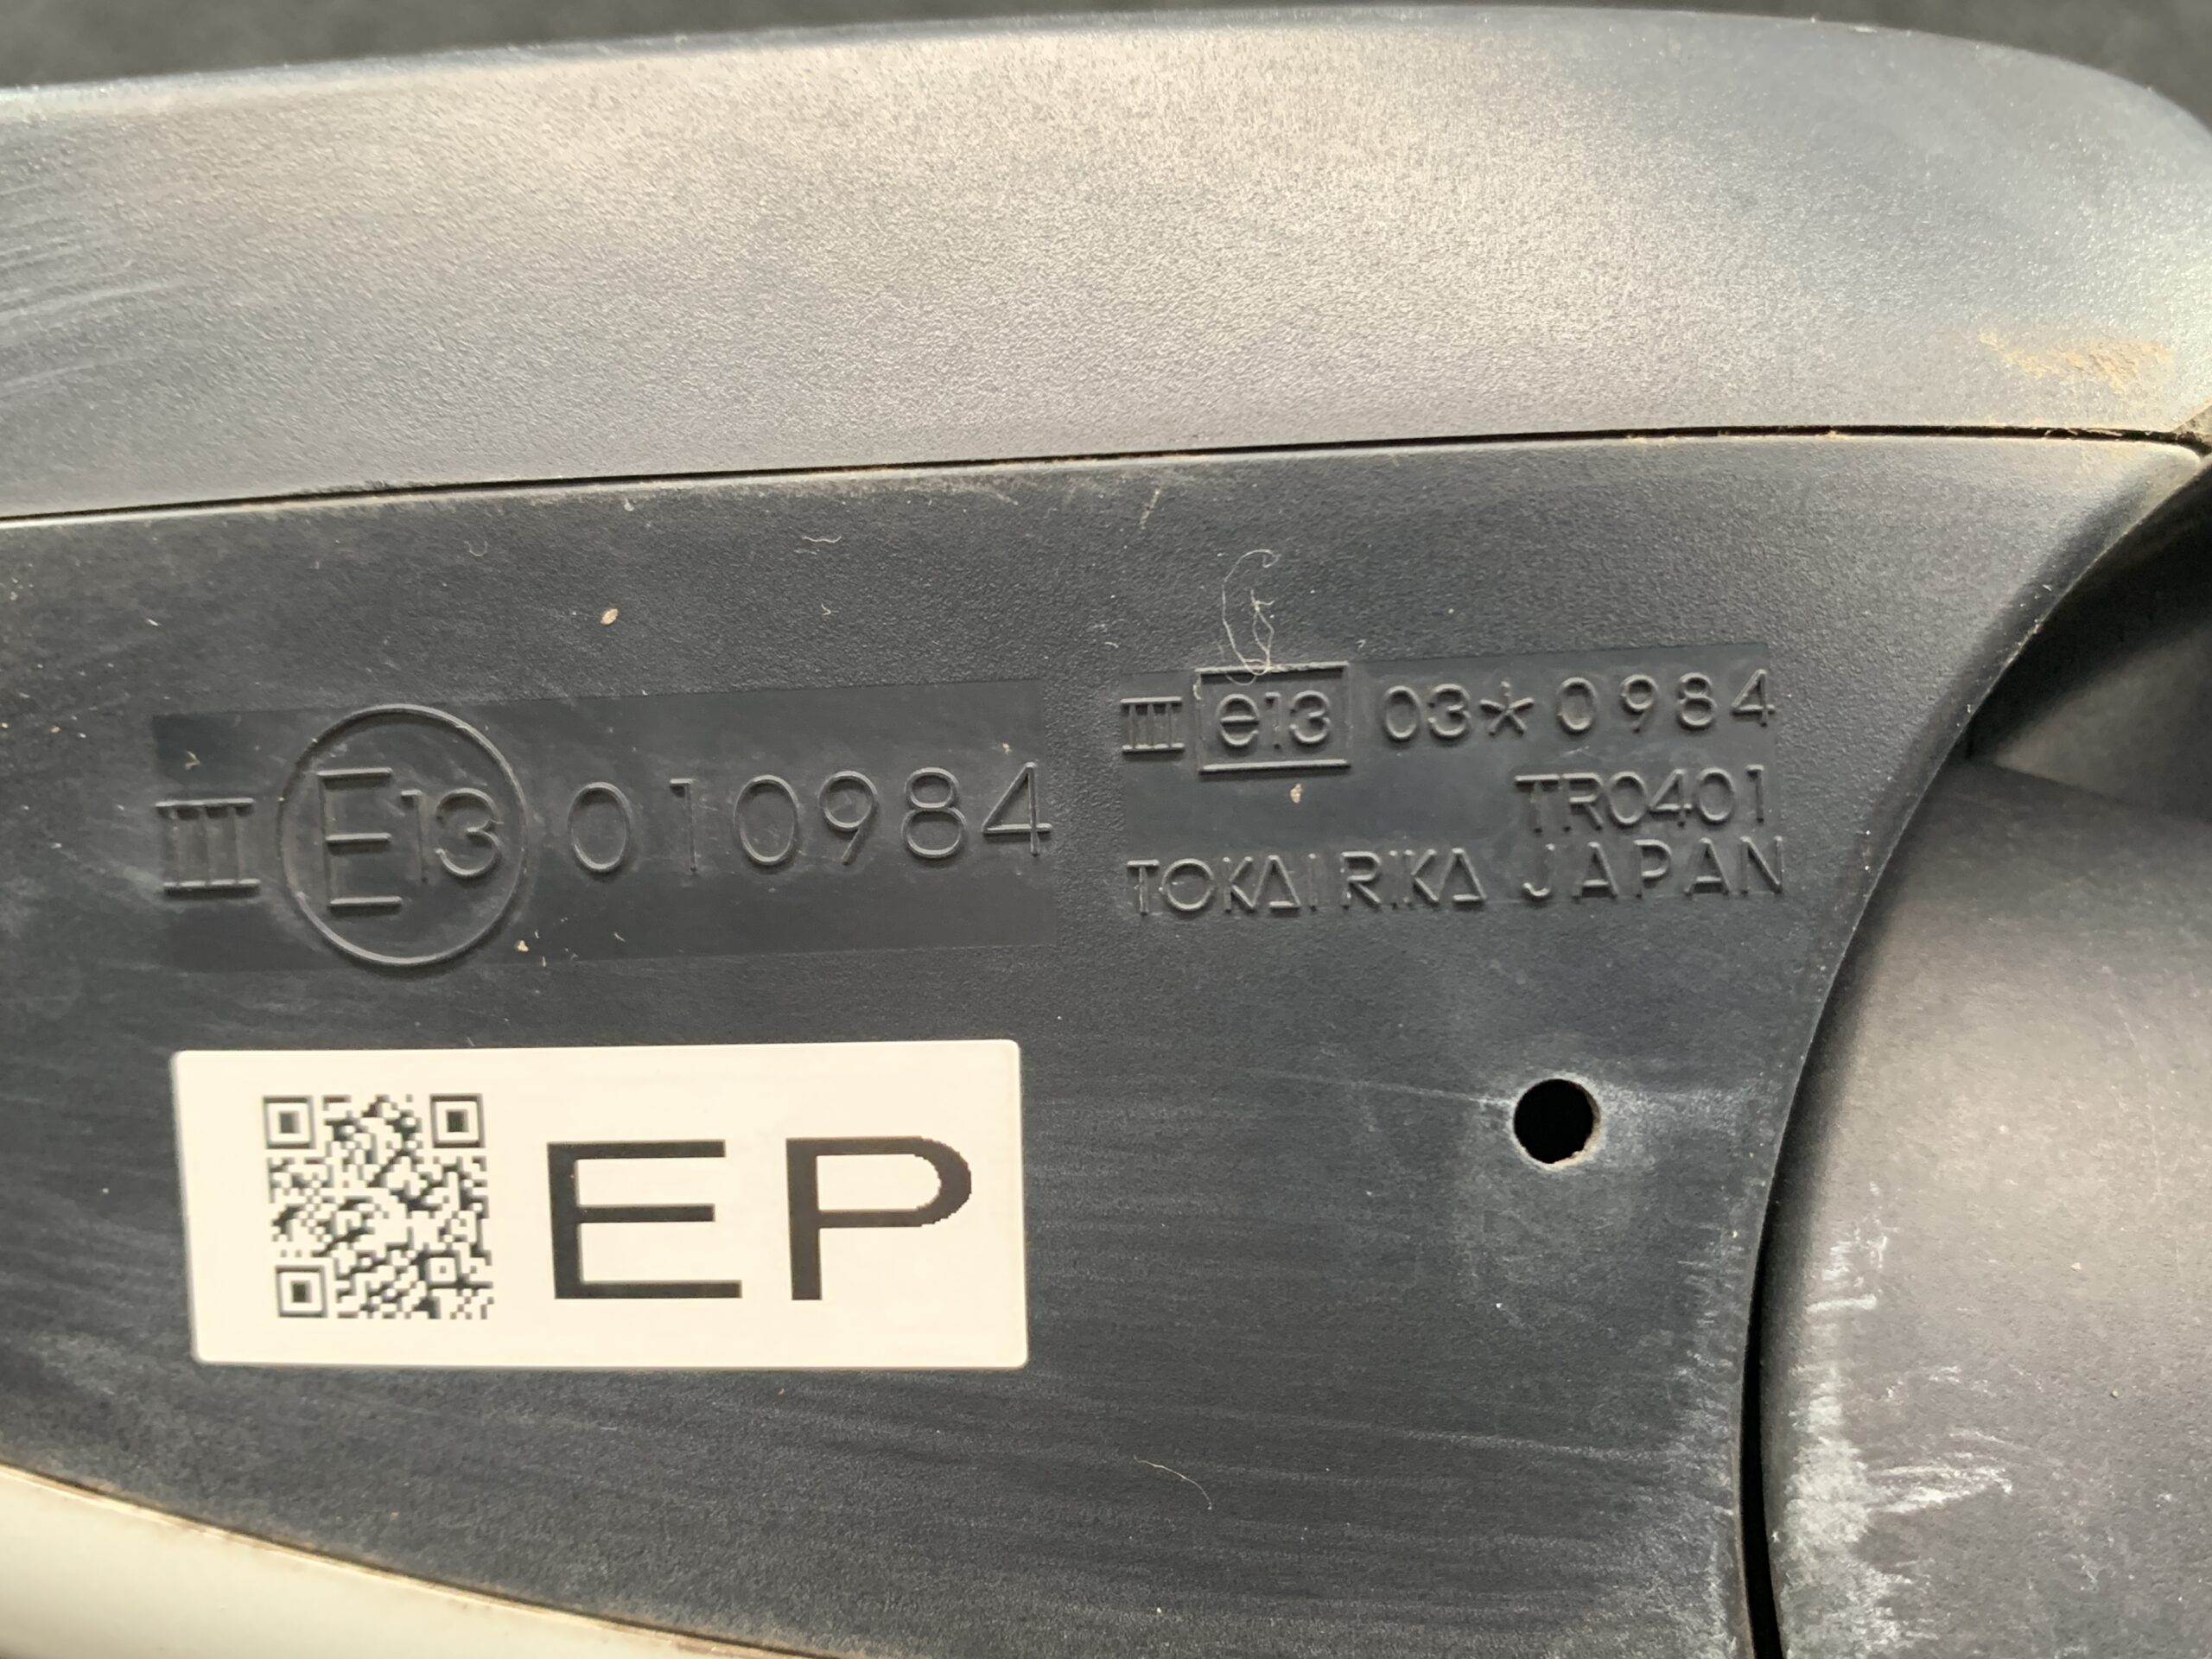 III E13 010984
III e13 03*0984
TR0401
TOKAI RIKA JAPAN
EP